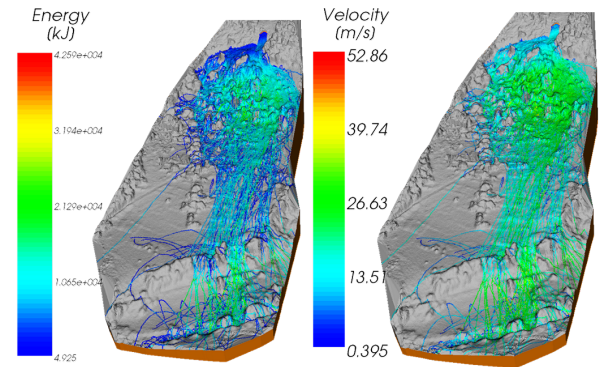 Energy
(kJ)
4.259e+004
3.194e+004
2.129e+004
1.065e+004
4.925
Velocity
(m/s)
52.86
39.74
26.63
13.51
0.395